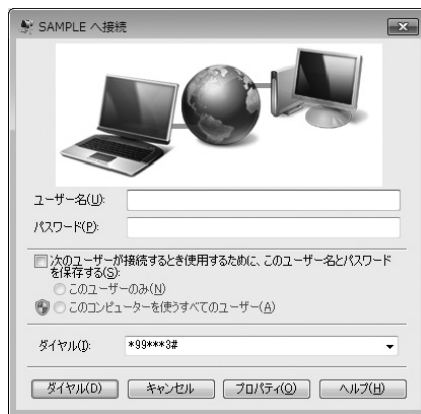 SAMPLE へ接続
ユーザー名(U):
パスワード(P):
次のユーザーが接続するとき使用するために、このユーザー名とパスワード
を保存する(S):
このユーザーのみ(N)
このコンピューターを使うすべてのユーザー(A)
ダイヤル(I): *99***3#
ダイヤル(D) キャンセル プロパティ(O) ヘルプ(H)